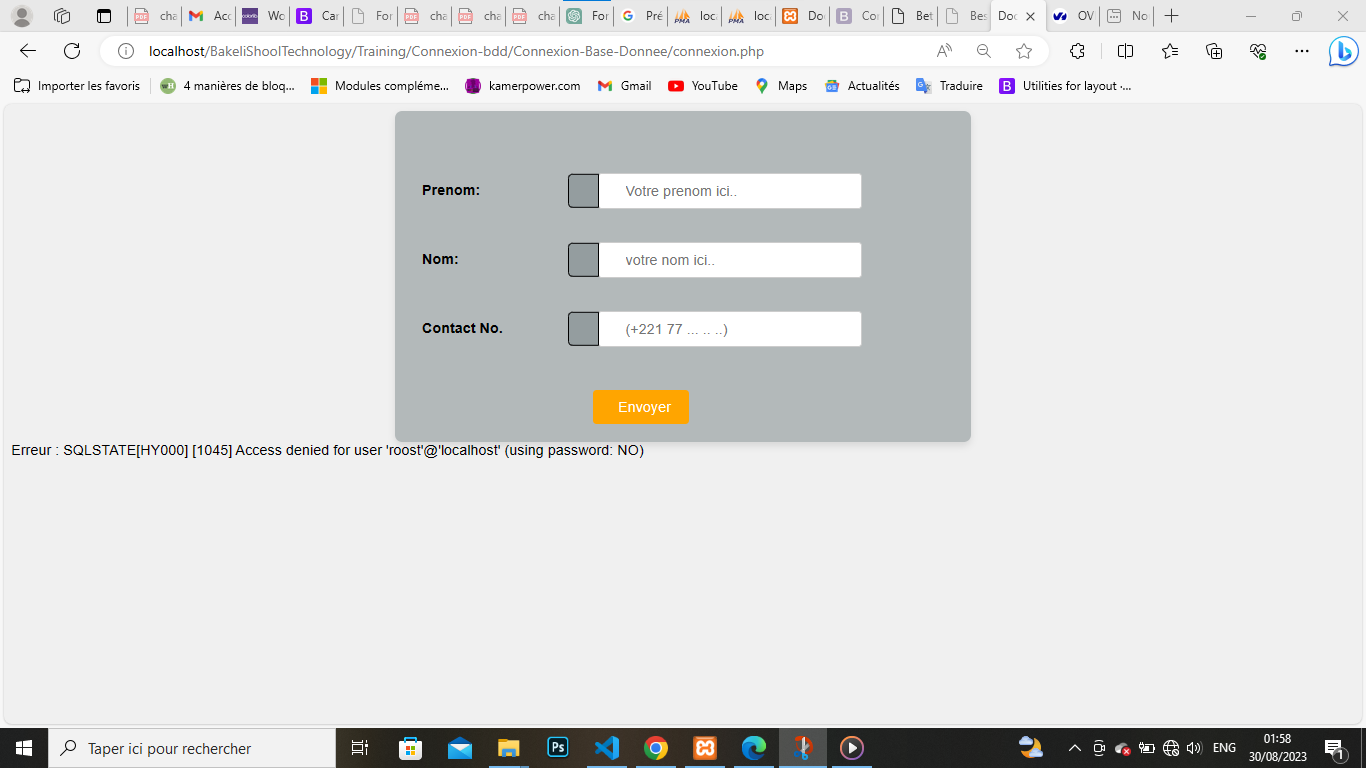 cha
Acc
colorlib
Wo
B
Car
For
cha
cha
cha
For
Pré
loc
loc
Do
B
Cor
Bet
Bes
Doc
OV
No
localhost/BakeliShoolTechnology/Training/Connexion-bdd/Connexion-Base-Donnee/connexion.php
Importer les favoris
4 manières de bloq...
Modules compléme...
kamerpower.com
Gmail
YouTube
Maps
Actualités
Traduire
B
Utilities for layout ·...
Prenom:
Votre prenom ici..
Nom:
votre nom ici..
Contact No.
(+221 77 ... .. ..)
Envoyer
Erreur : SQLSTATE[HY000] [1045] Access denied for user 'roost'@'localhost' (using password: NO)
Taper ici pour rechercher
Ps
ENG
01:58
30/08/2023
1